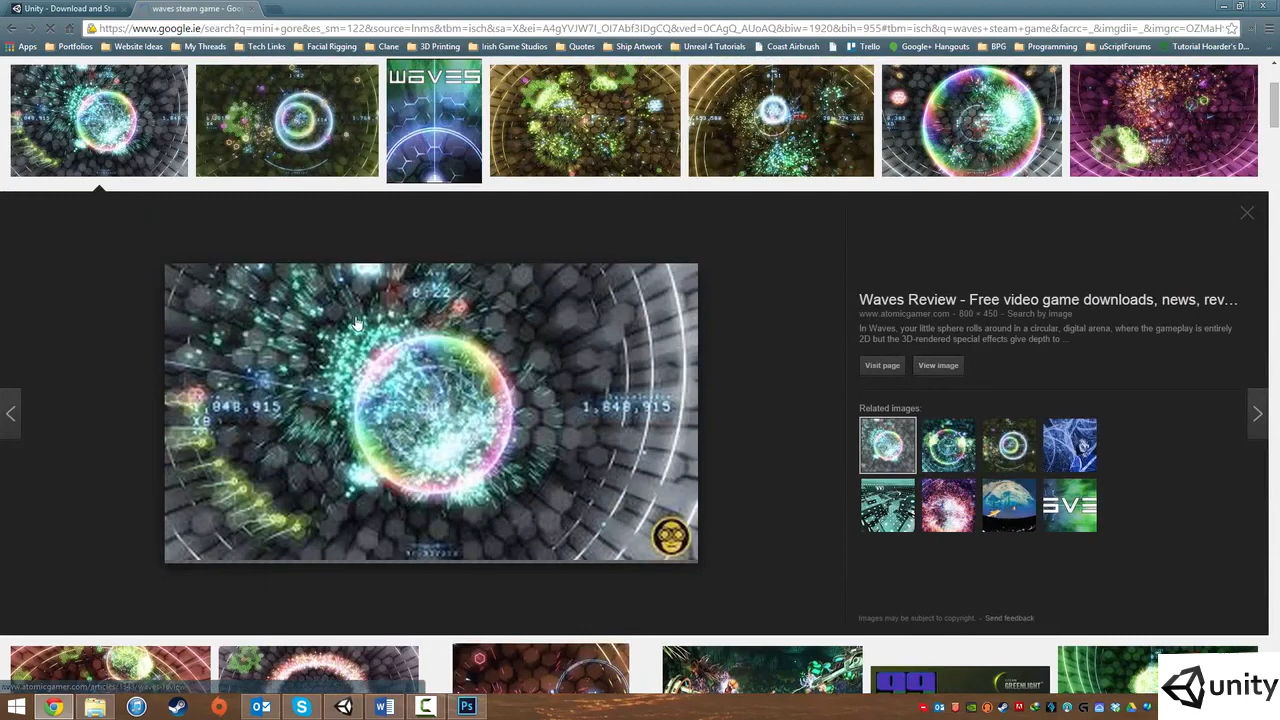 Unity - Download and Sta
waves steam game - Goo
https://www.google.ie/search?q=mini+gore&es_sm=122&source=lnms&tbm=isch&sa=X&ei=A4gYVJW7I_OI7Abf3IDgCQ&ved=0CAgQ_AUoAQ&biw=1920&bih=955#tbm=isch&q=waves+steam+game&facrc=_&imgdii=_&imgrc=OZMaH
Apps Portfolios Website Ideas My Threads Tech Links Facial Rigging Clane 3D Printing Irish Game Studios Quotes Ship Artwork Unreal 4 Tutorials Coast Airbrush Trello Google+ Hangouts BPG Programming uScriptForums Tutorial Hoarder's D...
WAVES
Waves Review - Free video game downloads, news, rev...
www.atomicgamer.com - 800 × 450 - Search by image
In Waves, your little sphere rolls around in a circular, digital arena, where the gameplay is entirely
2D but the 3D-rendered special effects give depth to ...
Visit page View image
0:22
1,848,915 1,848,915
X8
Related images:
Images may be subject to copyright. - Send feedback
GREENLIGHT
unity